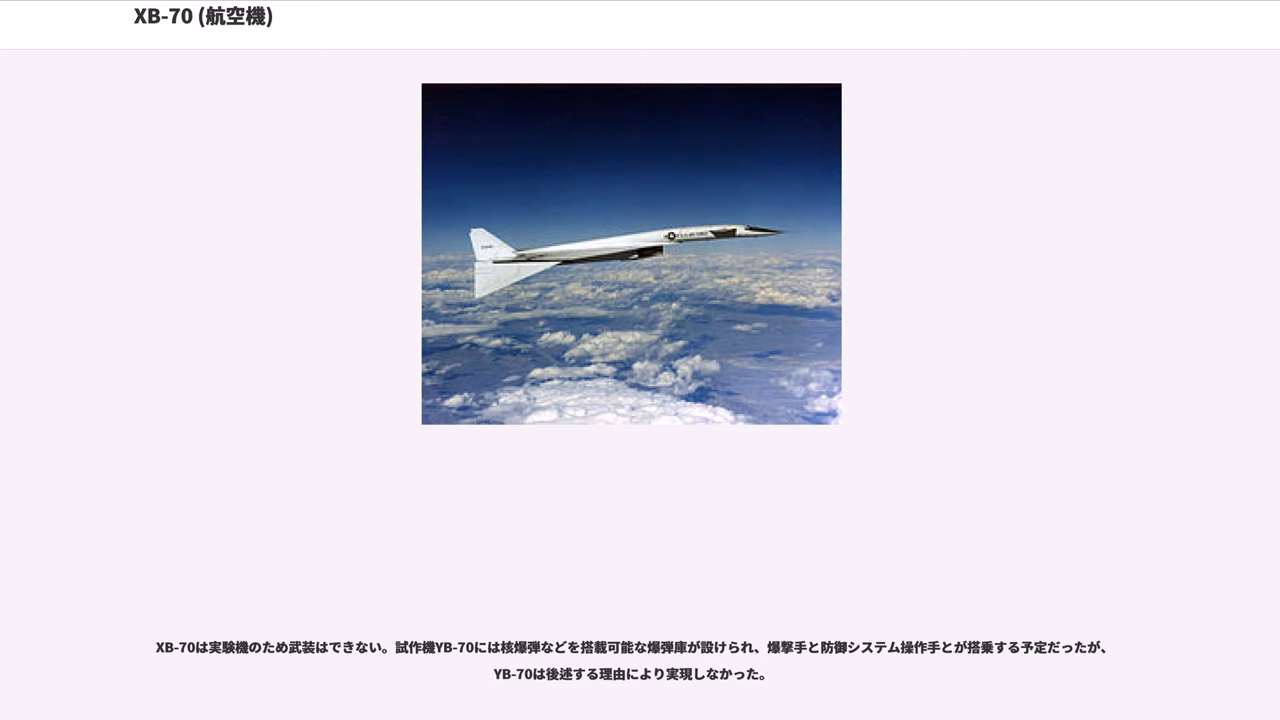 XB-70 (航空機)
XB-70は実験機のため武装はできない。試作機YB-70には核爆弾などを搭載可能な爆弾庫が設けられ、爆撃手と防御システム操作手とが搭乗する予定だったが、
YB-70は後述する理由により実現しなかった。